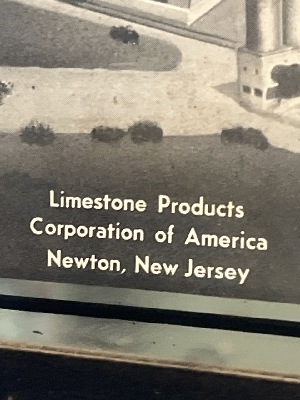 Limestone Products
Corporation of America
Newton, New Jersey